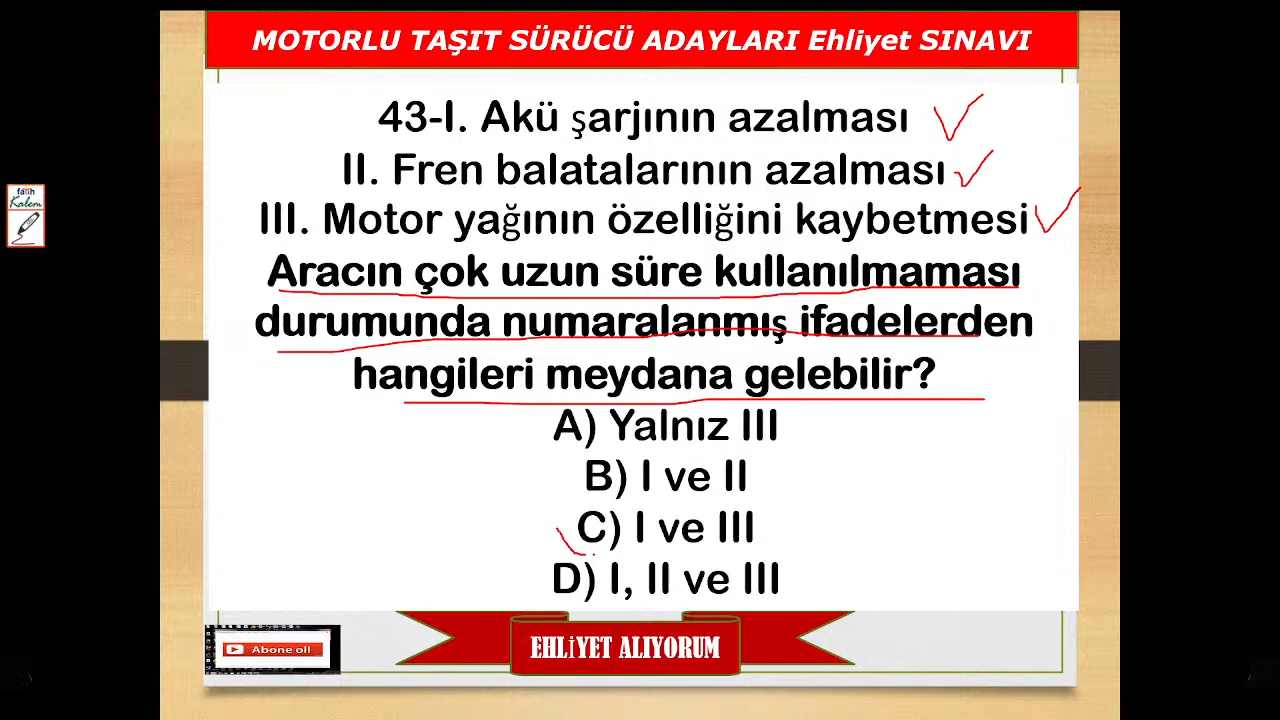 MOTORLU TAŞIT SÜRÜCÜ ADAYLARI Ehliyet SINAVI
43-I. Akü şarjının azalması
II. Fren balatalarının azalması
III. Motor yağının özelliğini kaybetmesi
Aracın çok uzun süre kullanılmaması
durumunda numaralanmış ifadelerden
hangileri meydana gelebilir?
A) Yalnız III
B) I ve II
C) I ve III
D) I, II ve III
EHLİYET ALIYORUM
Abone ol!
fatih
Kalem